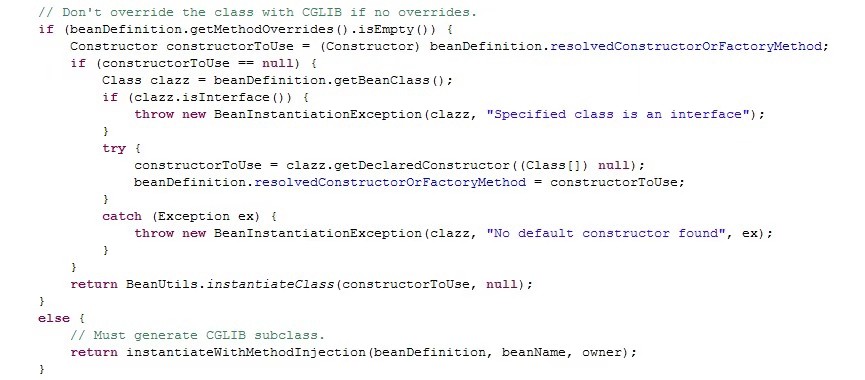 // Don't override the class with CGLIB if no overrides.
if (beanDefinition.getMethodOverrides().isEmpty()) {
    Constructor constructorToUse = (Constructor) beanDefinition.resolvedConstructorOrFactoryMethod;
    if (constructorToUse == null) {
        Class clazz = beanDefinition.getBeanClass();
        if (clazz.isInterface()) {
            throw new BeanInstantiationException(clazz, "Specified class is an interface");
        }
        try {
            constructorToUse = clazz.getDeclaredConstructor((Class[]) null);
            beanDefinition.resolvedConstructorOrFactoryMethod = constructorToUse;
        }
        catch (Exception ex) {
            throw new BeanInstantiationException(clazz, "No default constructor found", ex);
        }
    }
    return BeanUtils.instantiateClass(constructorToUse, null);
}
else {
    // Must generate CGLIB subclass.
    return instantiateWithMethodInjection(beanDefinition, beanName, owner);
}